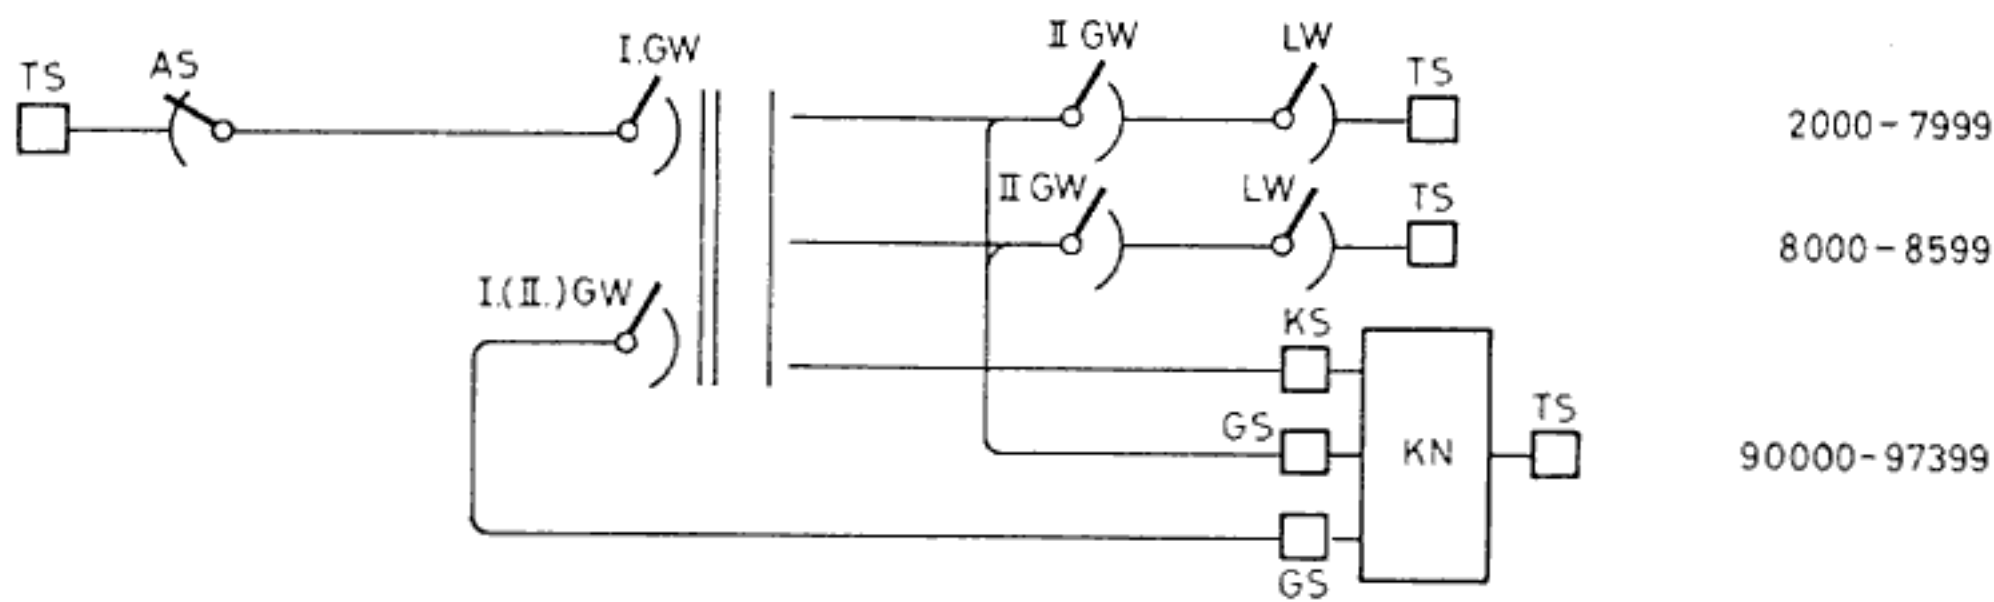 TS
AS
I.GW
II GW
LW
TS
2000-7999
II GW
LW
TS
8000-8599
I.(II.)GW
KS
GS
KN
TS
90000-97399
GS